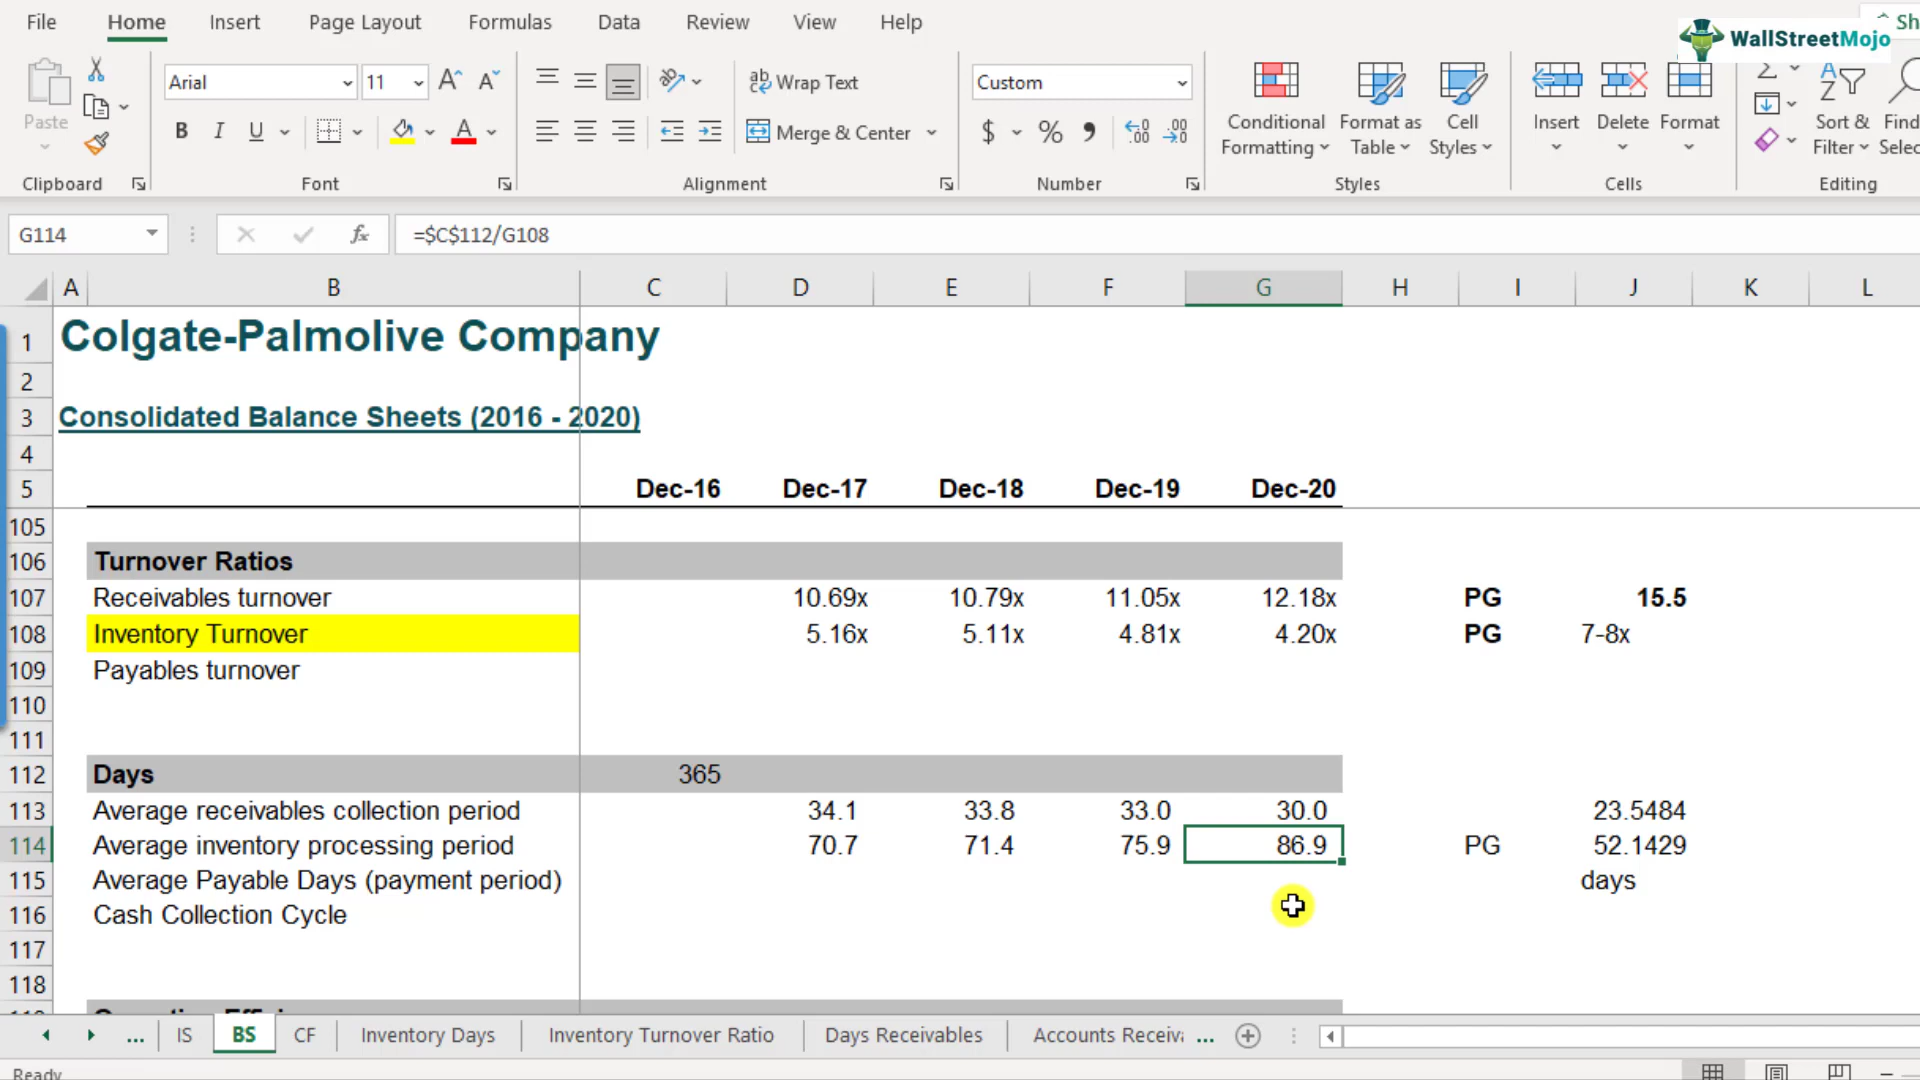 File Home Insert Page Layout Formulas Data Review View Help Sh
WallStreetMojo
Paste
Arial 11
B I U
Wrap Text
Merge & Center
Custom
$ %
Conditional Formatting
Format as Table
Cell Styles
Insert Delete Format
Sort & Filter
Find Selec
Clipboard Font Alignment Number Styles Cells Editing
G114 fx =$C$112/G108
A B C D E F G H I J K L
1 Colgate-Palmolive Company
2
3 Consolidated Balance Sheets (2016 - 2020)
4
5 Dec-16 Dec-17 Dec-18 Dec-19 Dec-20
105
106 Turnover Ratios
107 Receivables turnover 10.69x 10.79x 11.05x 12.18x PG 15.5
108 Inventory Turnover 5.16x 5.11x 4.81x 4.20x PG 7-8x
109 Payables turnover
110
111
112 Days 365
113 Average receivables collection period 34.1 33.8 33.0 30.0 23.5484
114 Average inventory processing period 70.7 71.4 75.9 86.9 PG 52.1429
115 Average Payable Days (payment period) days
116 Cash Collection Cycle
117
118
... IS BS CF Inventory Days Inventory Turnover Ratio Days Receivables Accounts Receiva ...
Ready